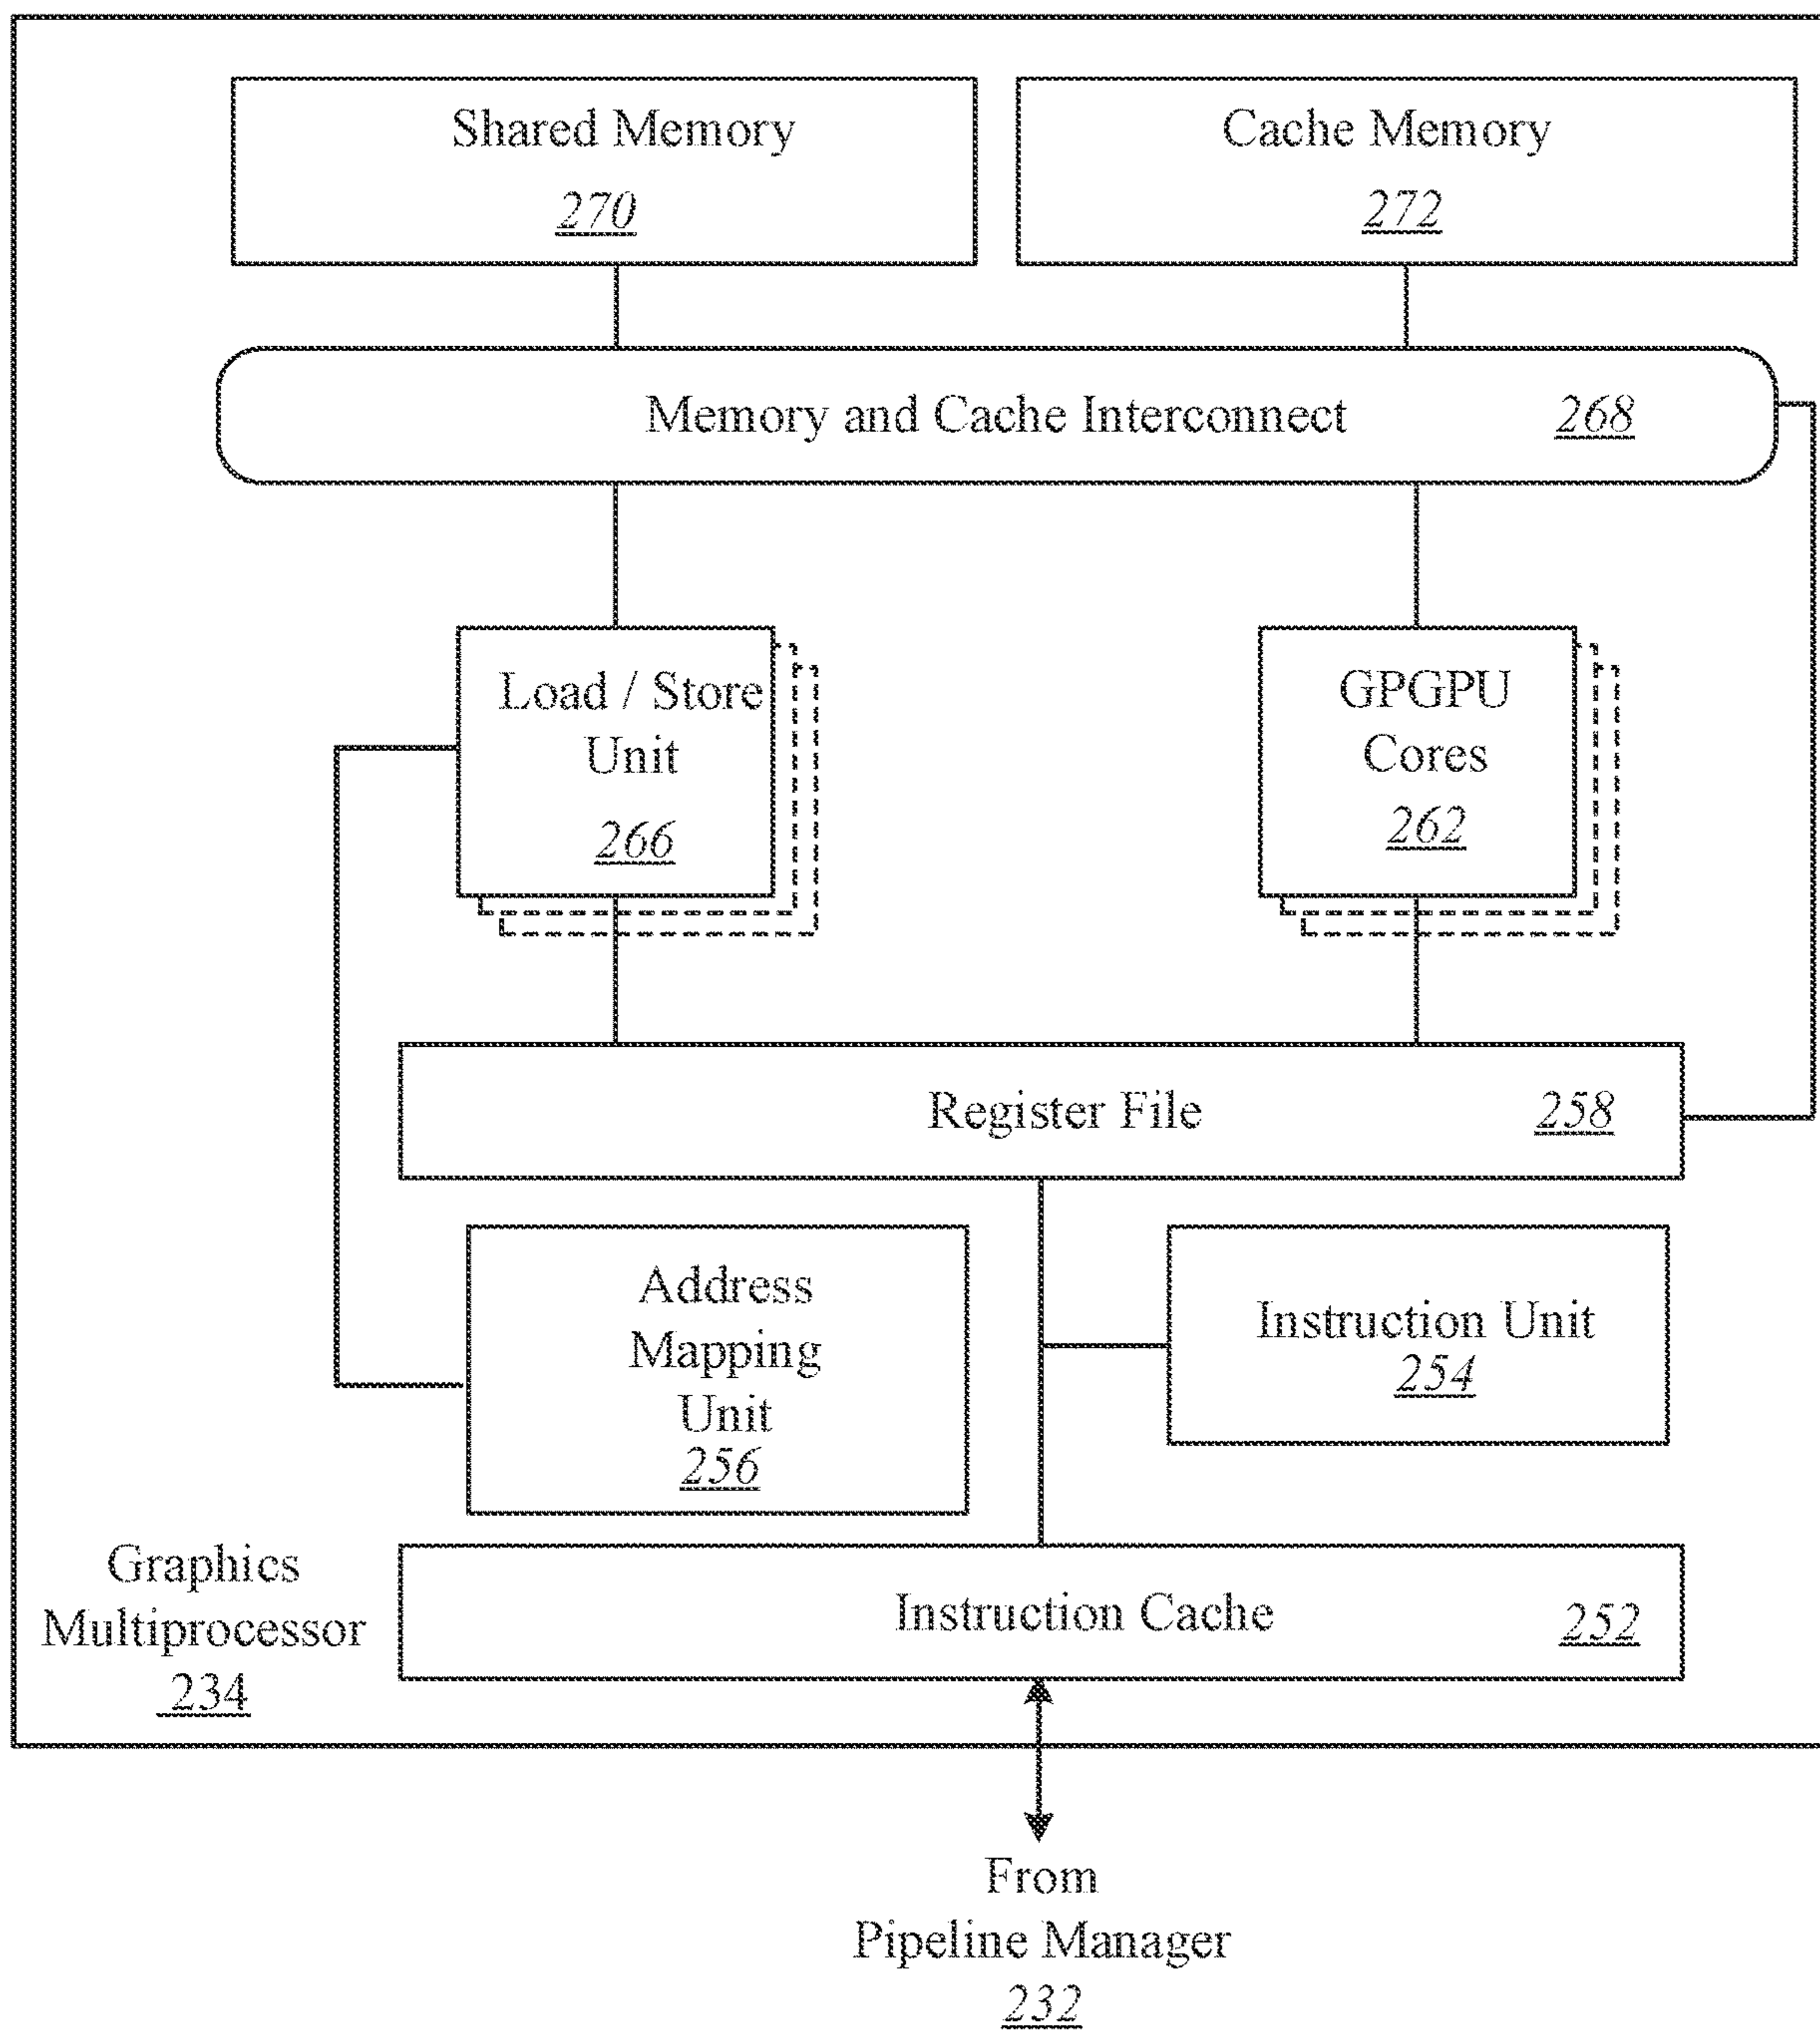 Shared Memory
270
Cache Memory
272
Memory and Cache Interconnect 268
Load / Store
Unit
266
GPGPU
Cores
262
Register File 258
Address
Mapping
Unit
256
Instruction Unit
254
Graphics
Multiprocessor
234
Instruction Cache 252
From
Pipeline Manager
232